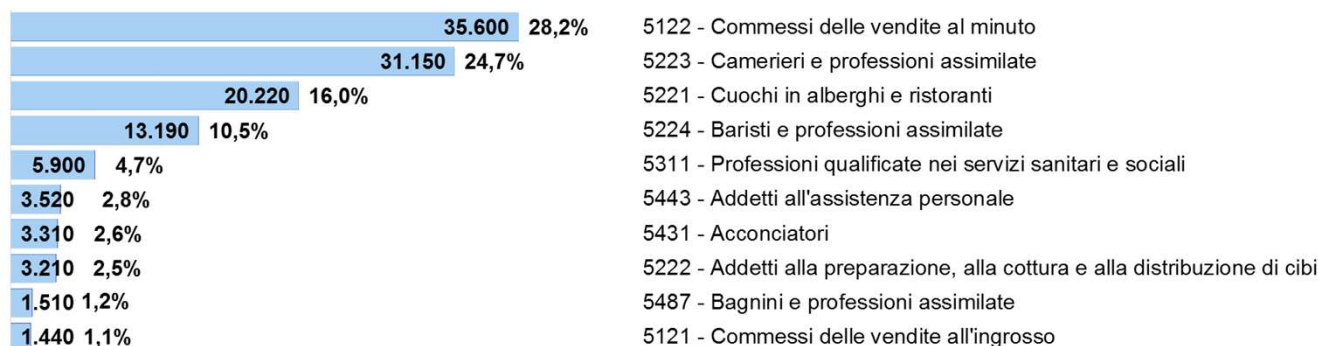 35.600 28,2% 5122 - Commessi delle vendite al minuto
31.150 24,7% 5223 - Camerieri e professioni assimilate
20.220 16,0% 5221 - Cuochi in alberghi e ristoranti
13.190 10,5% 5224 - Baristi e professioni assimilate
5.900 4,7% 5311 - Professioni qualificate nei servizi sanitari e sociali
3.520 2,8% 5443 - Addetti all'assistenza personale
3.310 2,6% 5431 - Acconciatori
3.210 2,5% 5222 - Addetti alla preparazione, alla cottura e alla distribuzione di cibi
1.510 1,2% 5487 - Bagnini e professioni assimilate
1.440 1,1% 5121 - Commessi delle vendite all'ingrosso